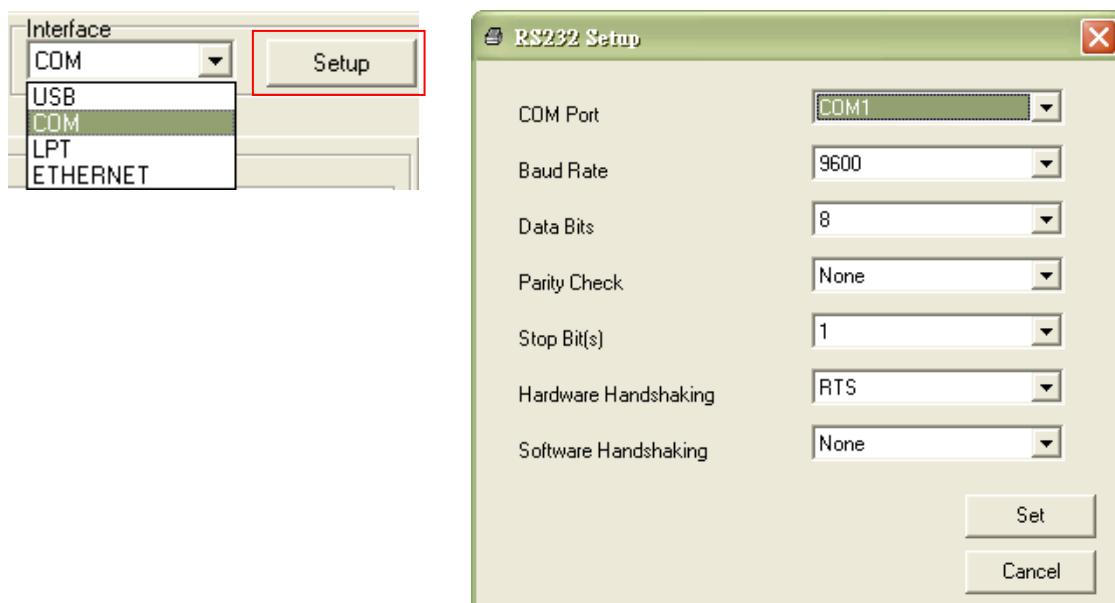 Interface
COM
Setup
USB
COM
LPT
ETHERNET
RS232 Setup
COM Port COM1
Baud Rate 9600
Data Bits 8
Parity Check None
Stop Bit(s) 1
Hardware Handshaking RTS
Software Handshaking None
Set
Cancel